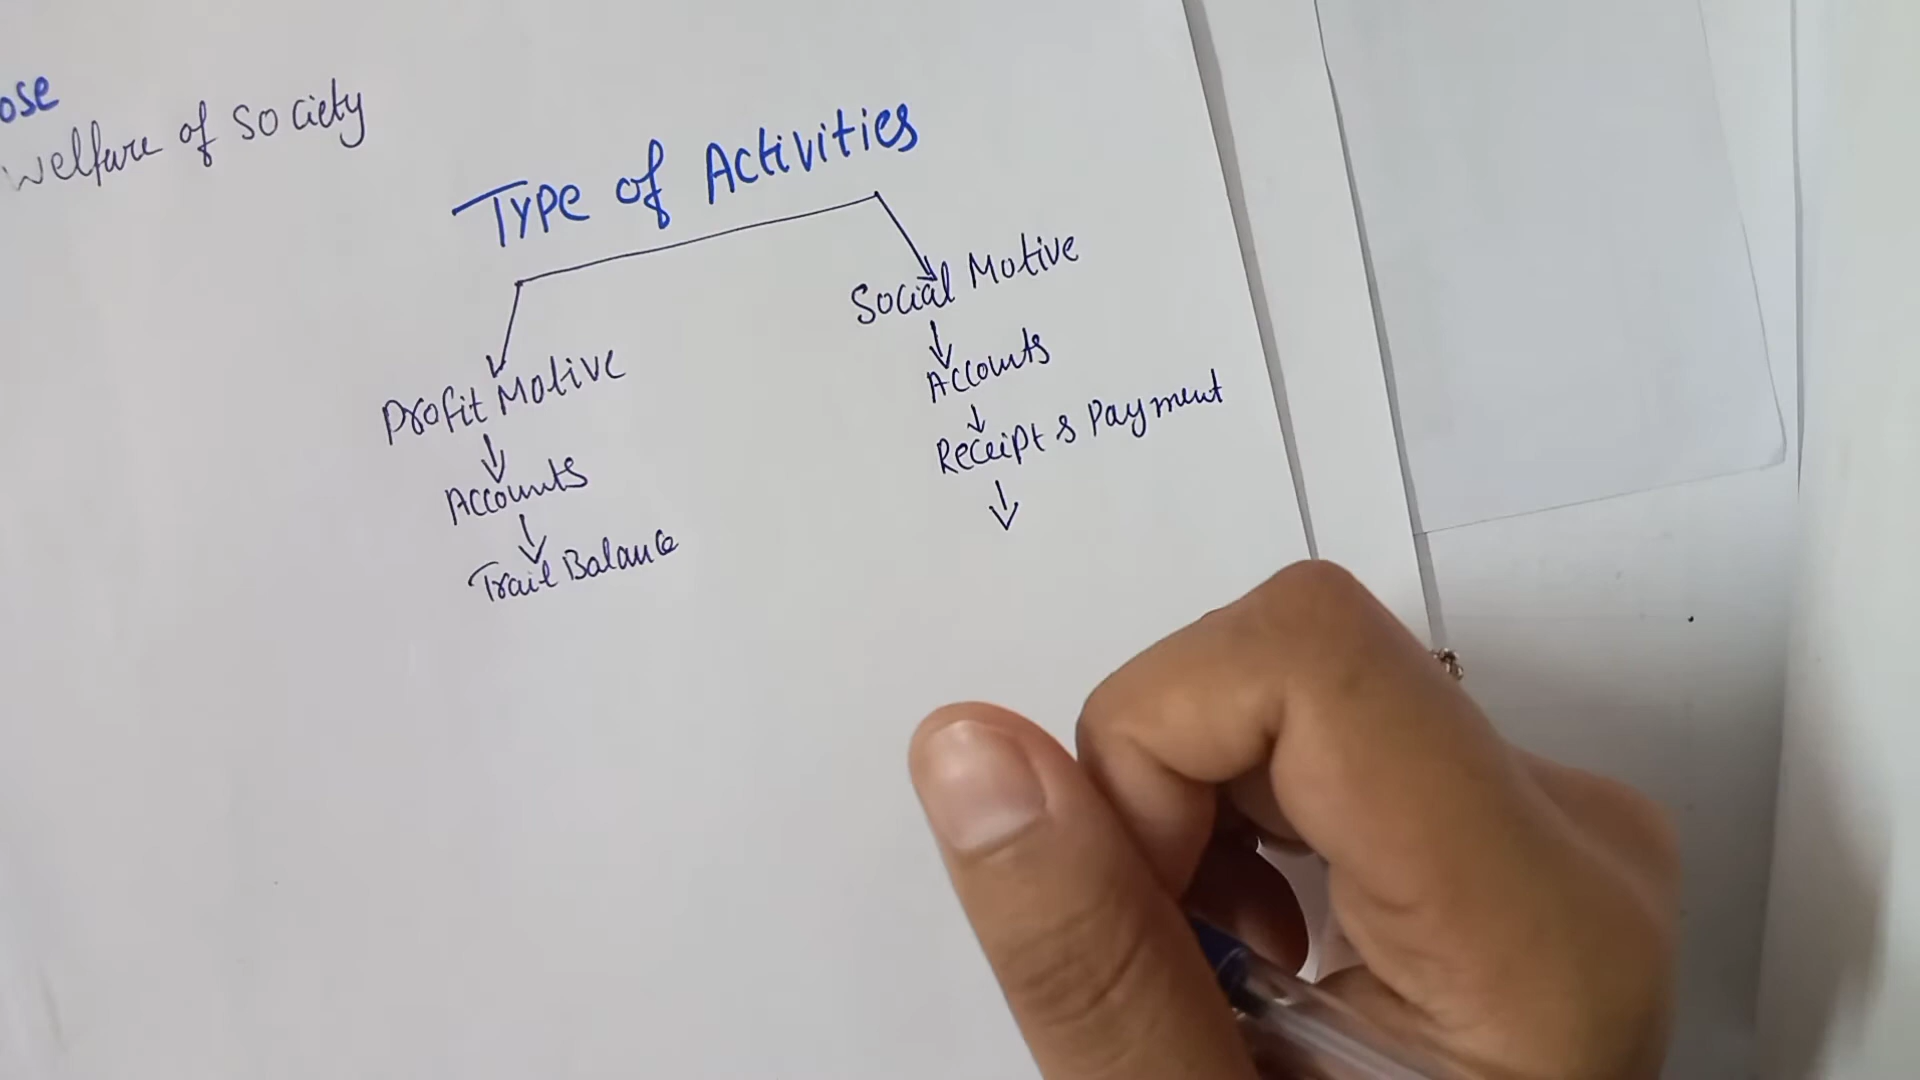 ose
welfare of society
Type of Activities
Social Motive
Profit Motive
Accounts
Receipt & Payment
Accounts
Trail Balance